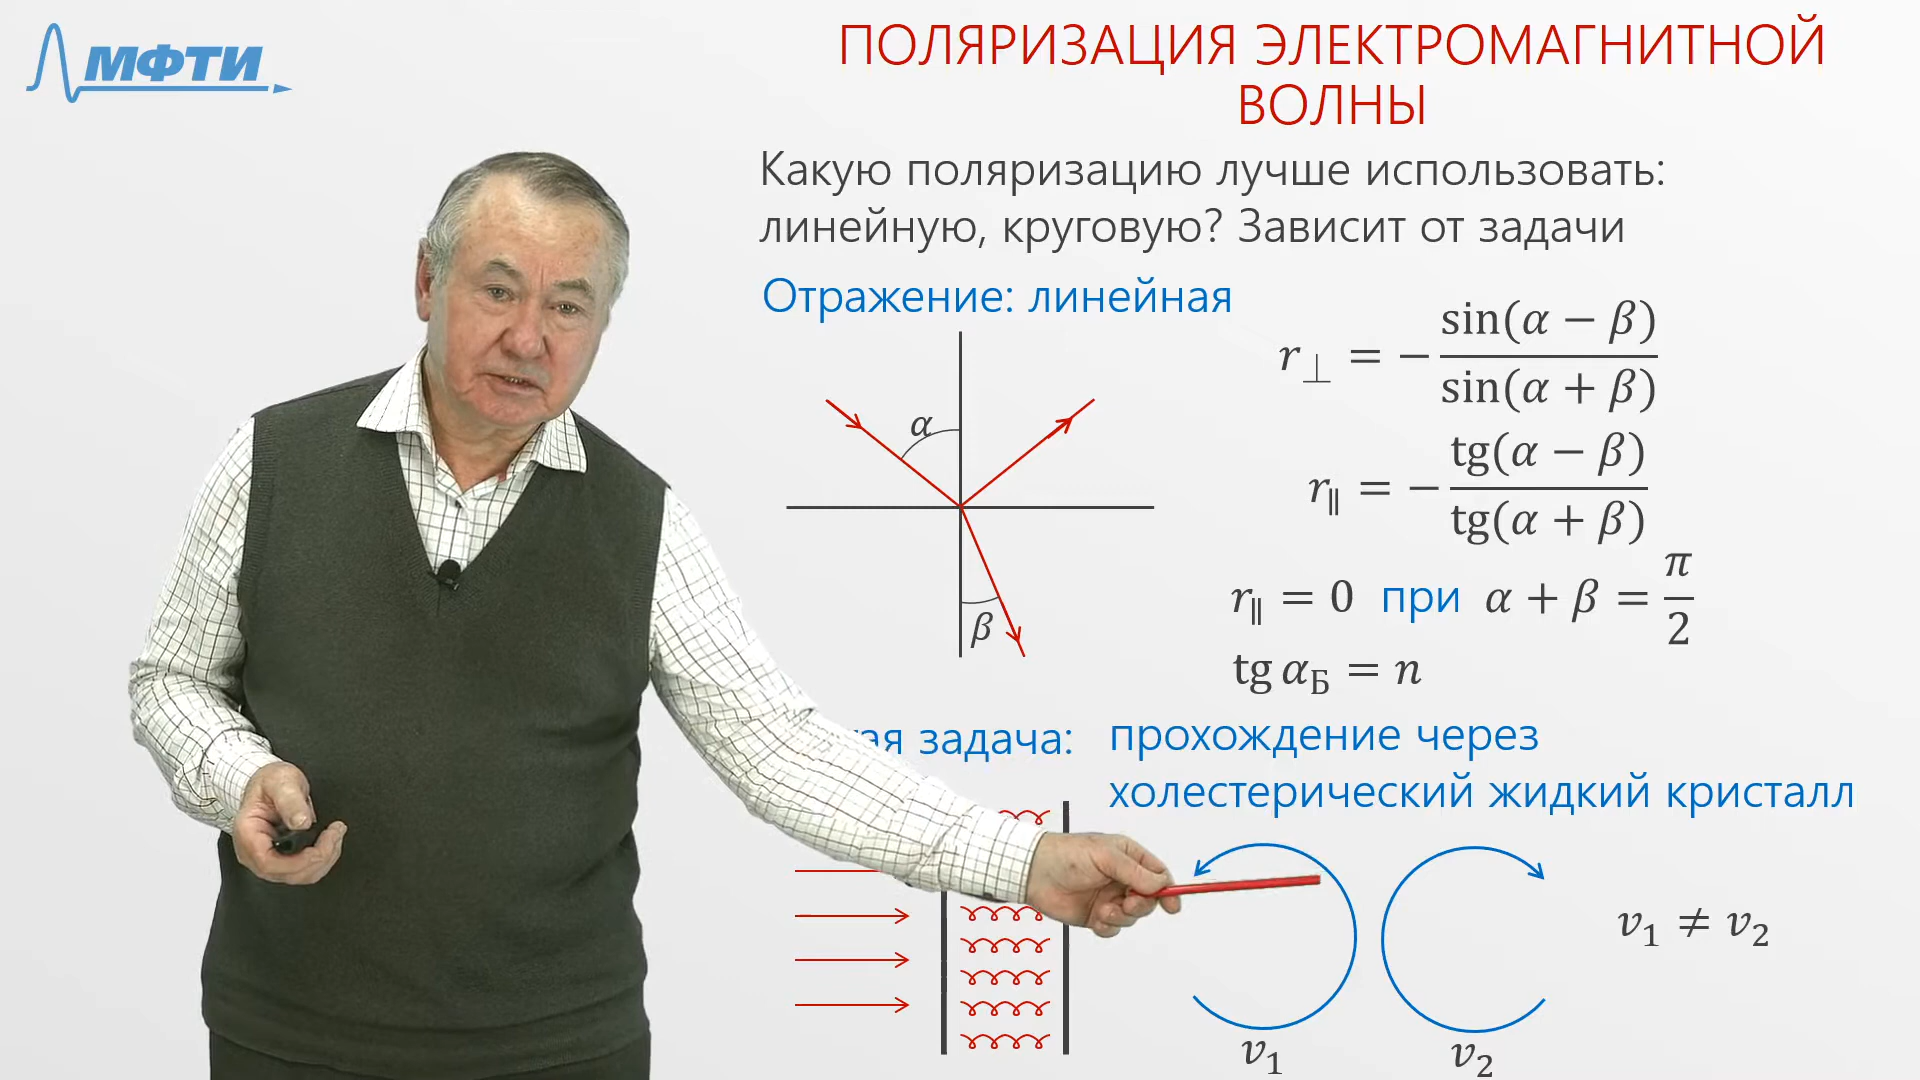 МФТИ
ПОЛЯРИЗАЦИЯ ЭЛЕКТРОМАГНИТНОЙ
ВОЛНЫ
Какую поляризацию лучше использовать:
линейную, круговую? Зависит от задачи
Отражение: линейная
r⊥ = − sin(α − β) / sin(α + β)
α
r∥ = − tg(α − β) / tg(α + β)
r∥ = 0 при α + β = π/2
β
tg αБ = n
задача: прохождение через
холестерический жидкий кристалл
v₁ ≠ v₂
v₁ v₂